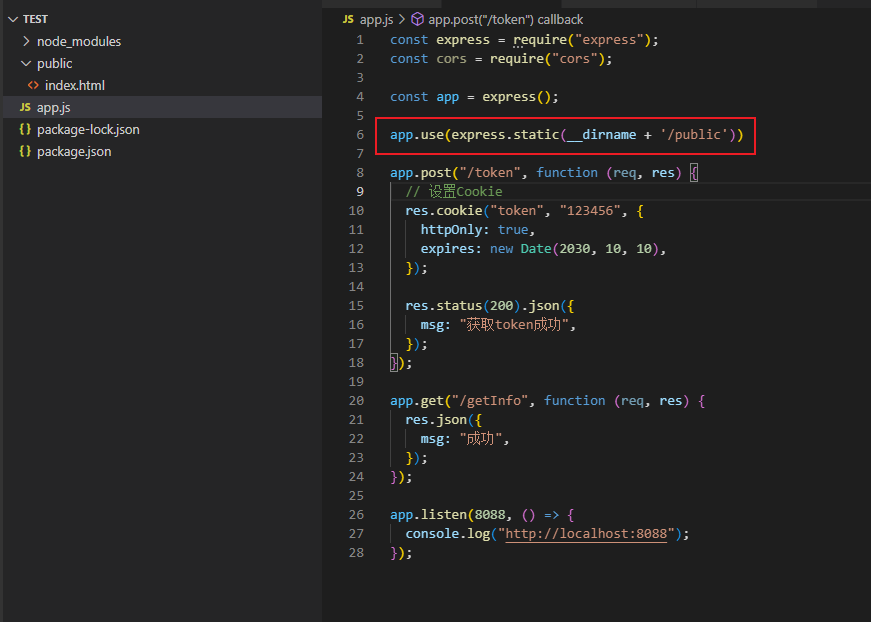 TEST
node_modules
public
index.html
JS app.js
package-lock.json
package.json
JS app.js > app.post("/token") callback
1 const express = require("express");
2 const cors = require("cors");
3
4 const app = express();
5
6 app.use(express.static(__dirname + '/public'))
7
8 app.post("/token", function (req, res) {
9 // 设置Cookie
10 res.cookie("token", "123456", {
11 httpOnly: true,
12 expires: new Date(2030, 10, 10),
13 });
14
15 res.status(200).json({
16 msg: "获取token成功",
17 });
18 });
19
20 app.get("/getInfo", function (req, res) {
21 res.json({
22 msg: "成功",
23 });
24 });
25
26 app.listen(8088, () => {
27 console.log("http://localhost:8088");
28 });